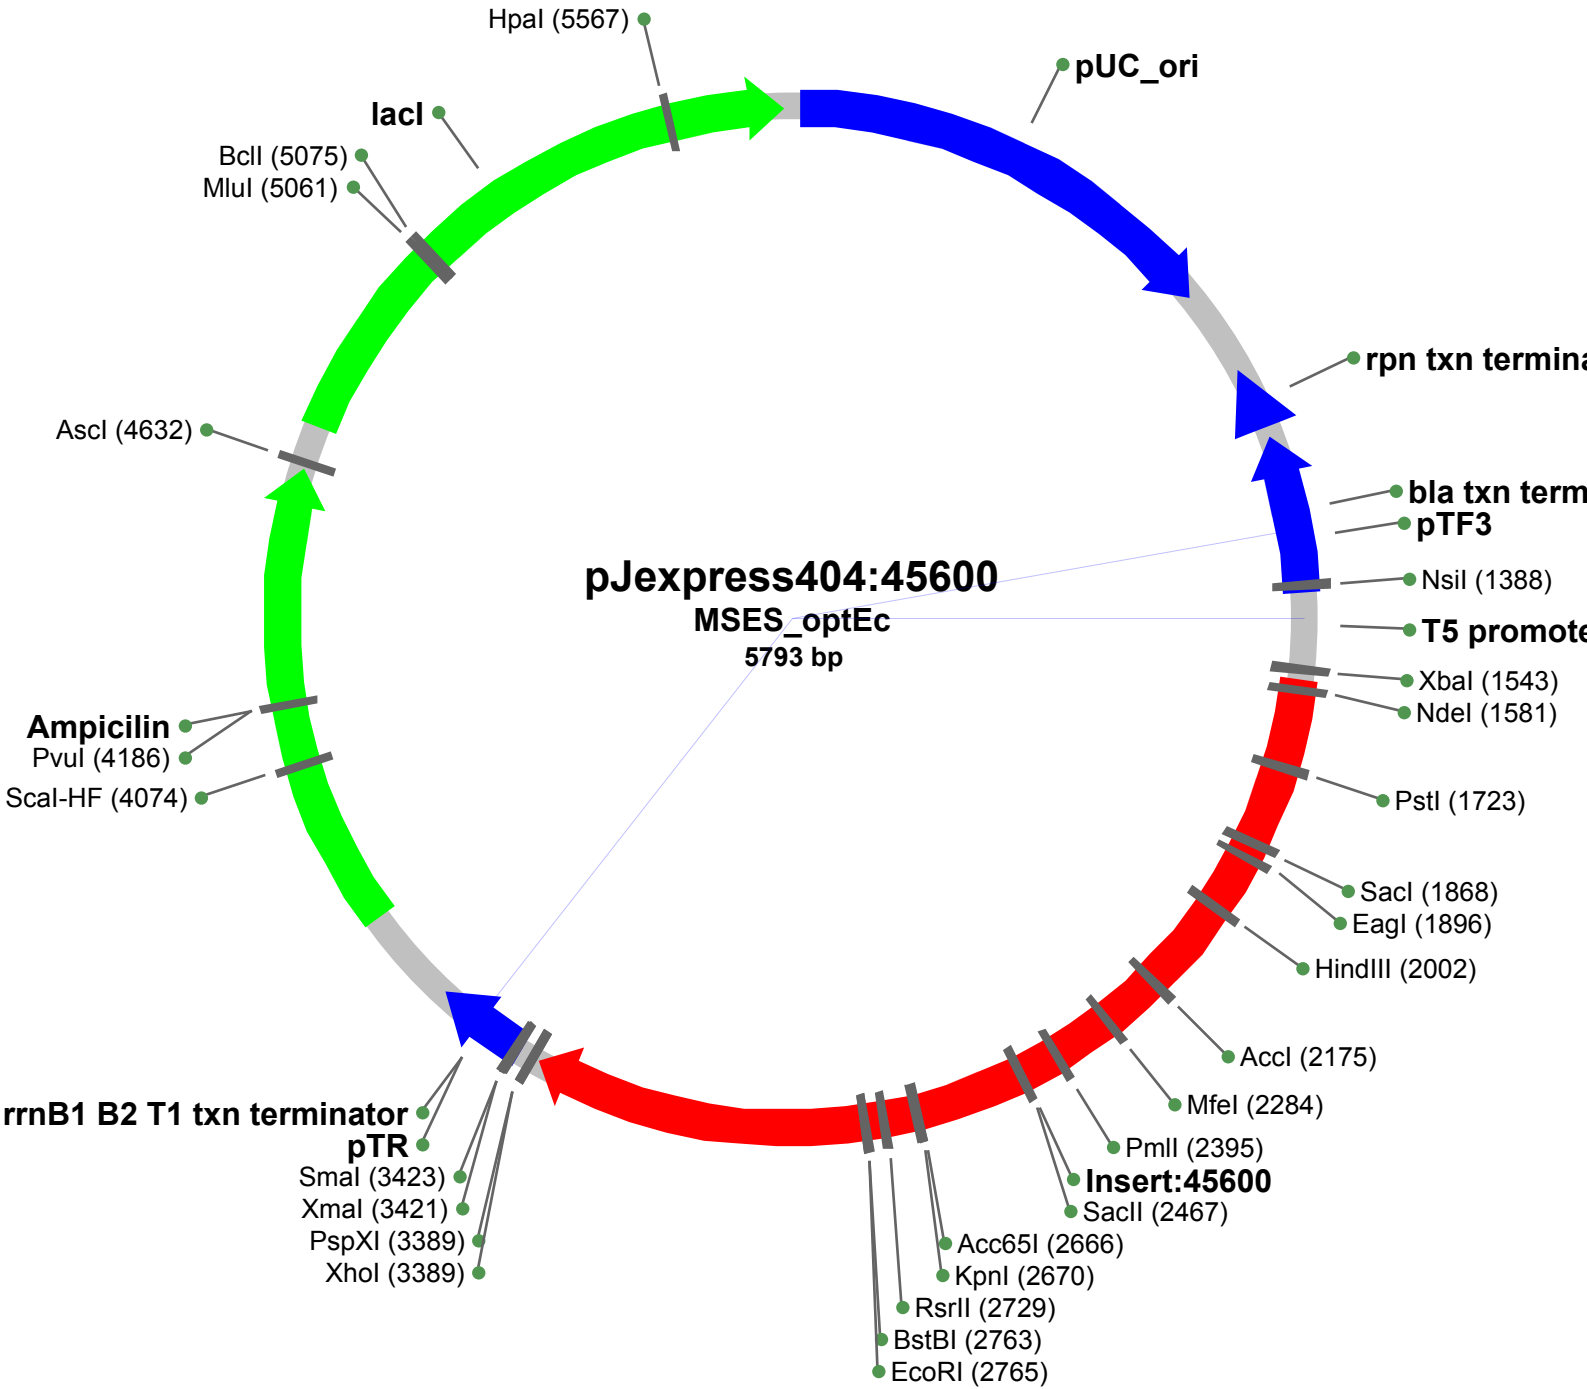 HpaI (5567)
pUC_ori
lacI
BclI (5075)
MluI (5061)
rpn txn termina
AscI (4632)
bla txn term
pTF3
pJexpress404:45600
NsiI (1388)
MSES_optEc
T5 promote
5793 bp
XbaI (1543)
NdeI (1581)
Ampicilin
PvuI (4186)
ScaI-HF (4074)
PstI (1723)
SacI (1868)
EagI (1896)
HindIII (2002)
AccI (2175)
MfeI (2284)
rrnB1 B2 T1 txn terminator
pTR
PmlI (2395)
SmaI (3423)
Insert:45600
XmaI (3421)
SacII (2467)
PspXI (3389)
Acc65I (2666)
XhoI (3389)
KpnI (2670)
RsrII (2729)
BstBI (2763)
EcoRI (2765)